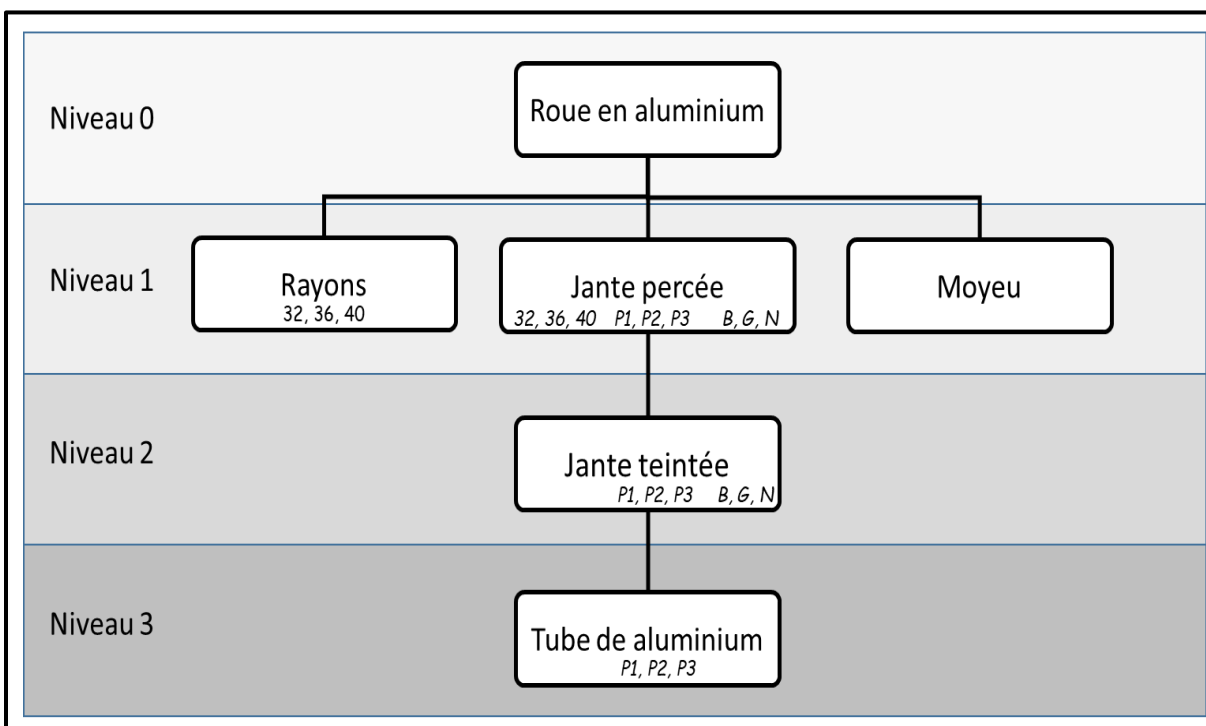 Niveau 0
Roue en aluminium
Niveau 1
Rayons
32, 36, 40
Jante percée
32, 36, 40 P1, P2, P3 B, G, N
Moyeu
Niveau 2
Jante teintée
P1, P2, P3 B, G, N
Niveau 3
Tube de aluminium
P1, P2, P3